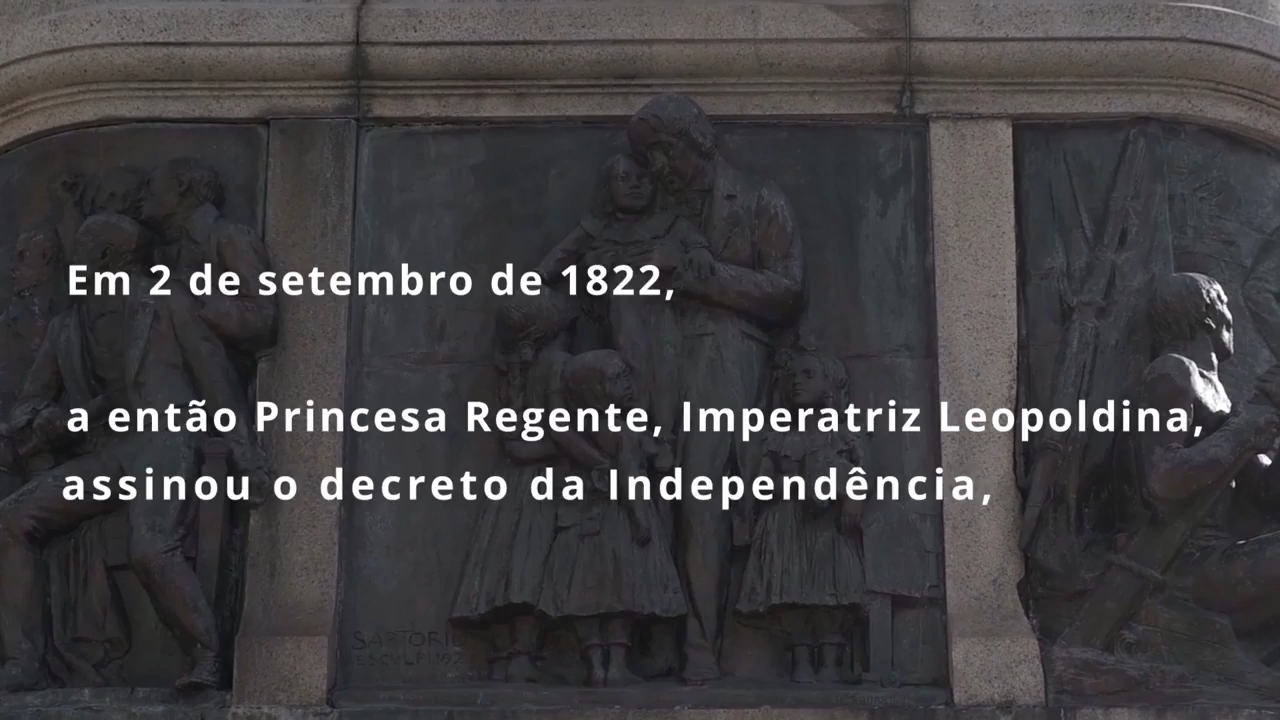 Em 2 de setembro de 1822,
a então Princesa Regente, Imperatriz Leopoldina,
assinou o decreto da Independência,